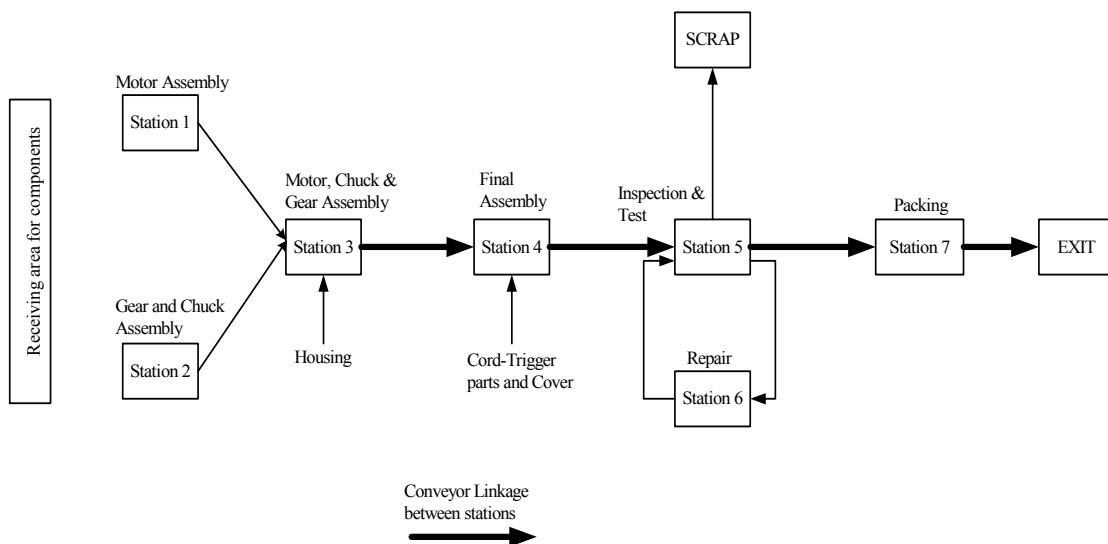 SCRAP
Motor Assembly
Station 1
Receiving area for components
Motor, Chuck &
Gear Assembly
Station 3
Final
Assembly
Station 4
Inspection &
Test
Station 5
Packing
Station 7
EXIT
Gear and Chuck
Assembly
Station 2
Housing
Cord-Trigger
parts and Cover
Repair
Station 6
Conveyor Linkage
between stations